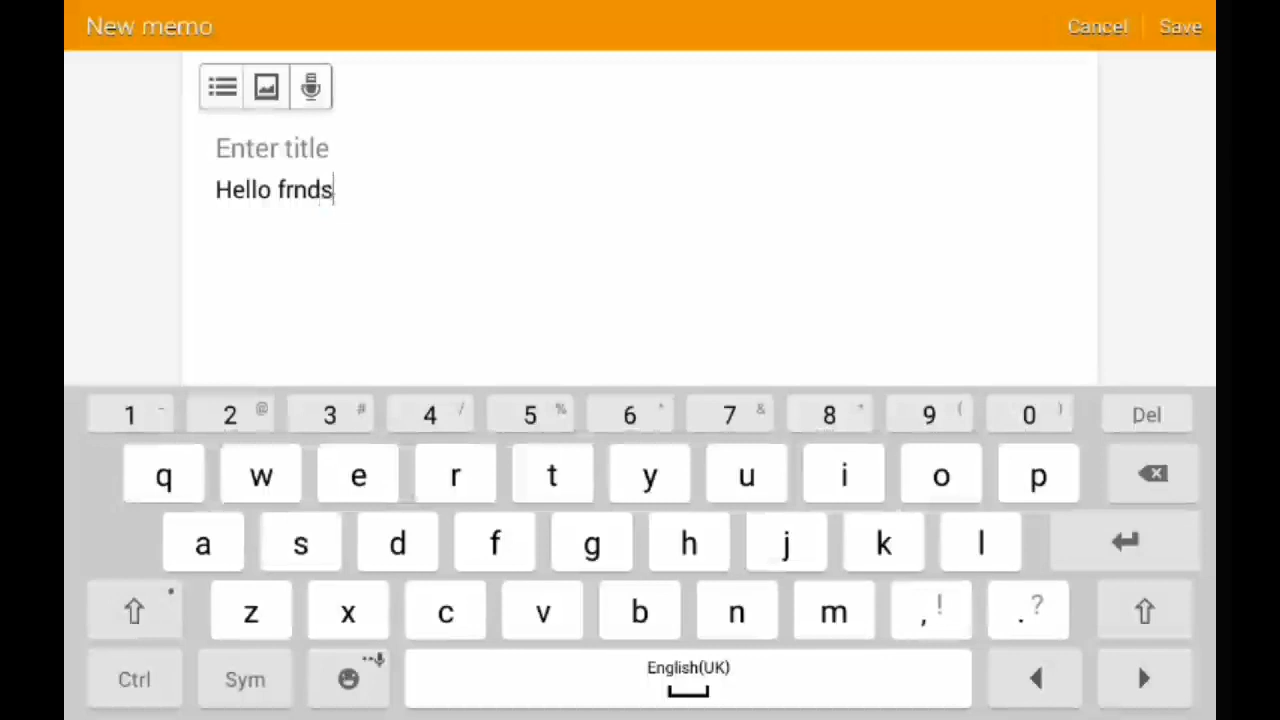 New memo Cancel Save
Enter title
Hello frnds
1 - 2 @ 3 # 4 / 5 % 6 ^ 7 & 8 * 9 ( 0 ) Del
q w e r t y u i o p
a s d f g h j k l
z x c v b n m , ! . ?
Ctrl Sym English(UK)